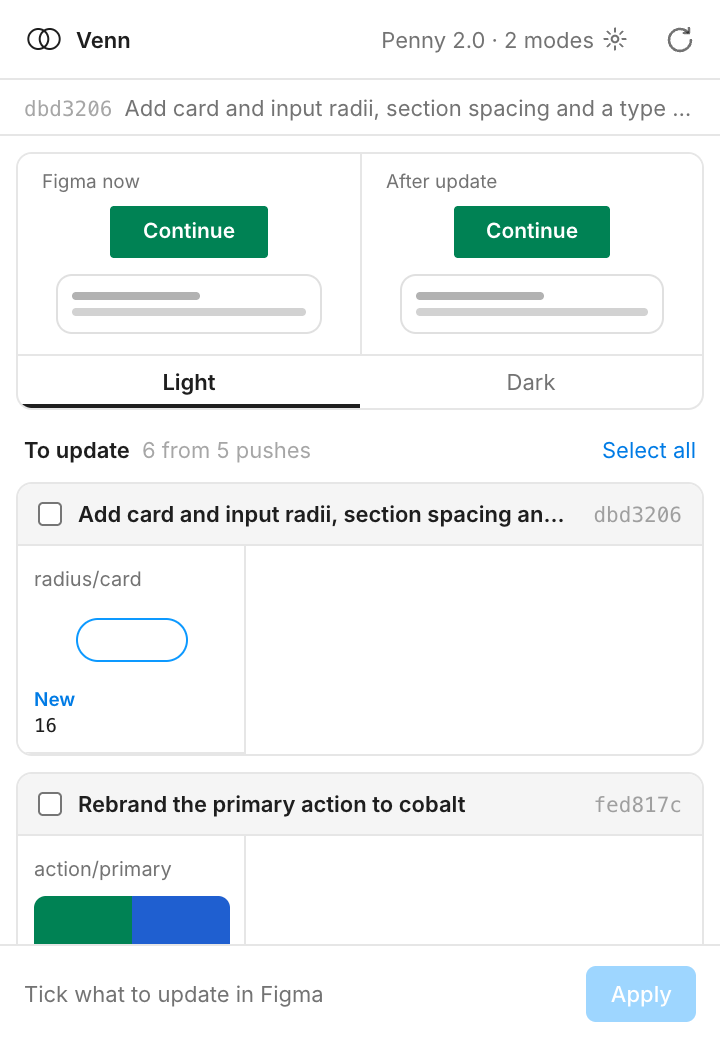 Venn
Penny 2.0 · 2 modes
dbd3206 Add card and input radii, section spacing and a type ...
Figma now
After update
Continue
Continue
Light
Dark
To update 6 from 5 pushes
Select all
Add card and input radii, section spacing an... dbd3206
radius/card
New
16
Rebrand the primary action to cobalt fed817c
action/primary
Tick what to update in Figma
Apply